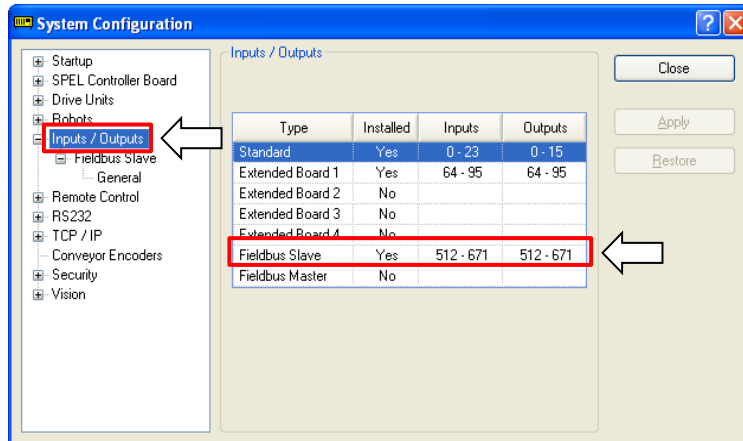 System Configuration
Startup
SPEL Controller Board
Drive Units
Robots
Inputs / Outputs
Fieldbus Slave
General
Remote Control
RS232
TCP / IP
Conveyor Encoders
Security
Vision
Inputs / Outputs
Type Installed Inputs Outputs
Standard Yes 0 - 23 0 - 15
Extended Board 1 Yes 64 - 95 64 - 95
Extended Board 2 No
Extended Board 3 No
Extended Board 4 No
Fieldbus Slave Yes 512 - 671 512 - 671
Fieldbus Master No
Close
Apply
Restore